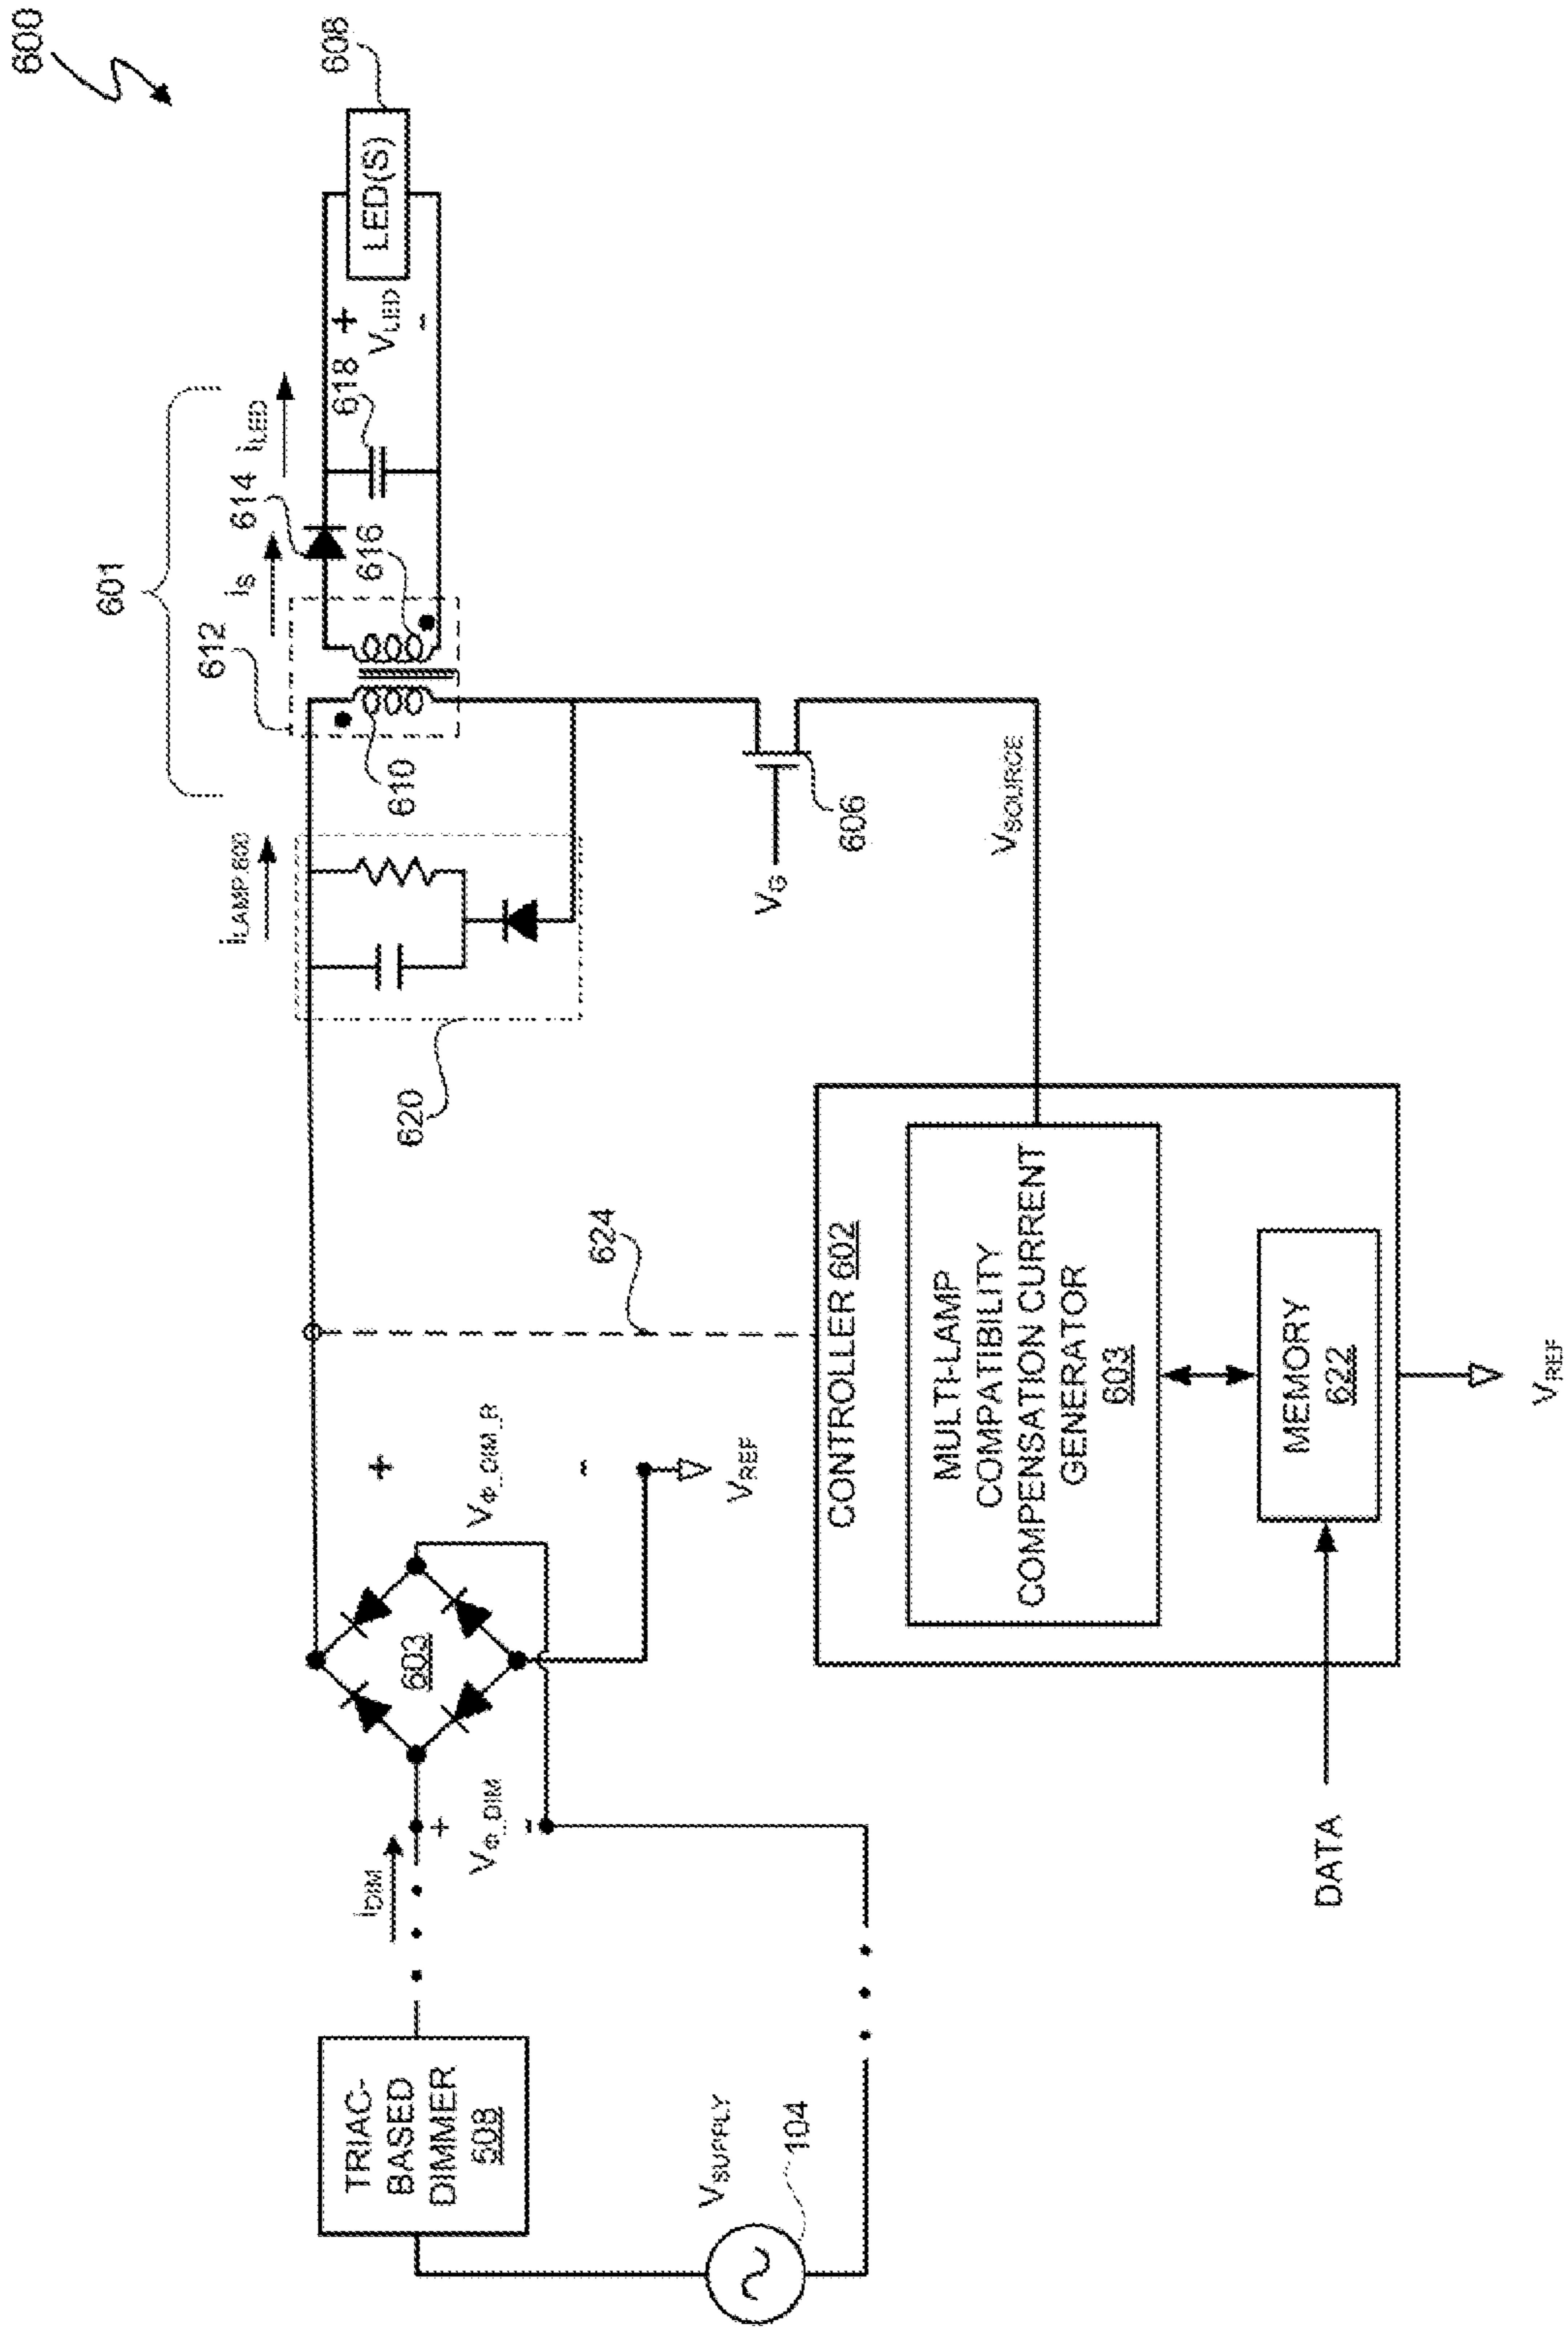 600
601
612
iS
614
iLED
618
616
608
LED(S)
+
VLED
-
iLAMP.600
610
620
VG
606
VSOURCE
624
TRIAC-
BASED
DIMMER
508
iDIM
+
VΦ_DIM
-
603
+
VΦ_DIM_R
-
VREF
VSUPPLY
104
CONTROLLER 602
MULTI-LAMP
COMPATIBILITY
COMPENSATION CURRENT
GENERATOR
603
MEMORY
622
DATA
VREF